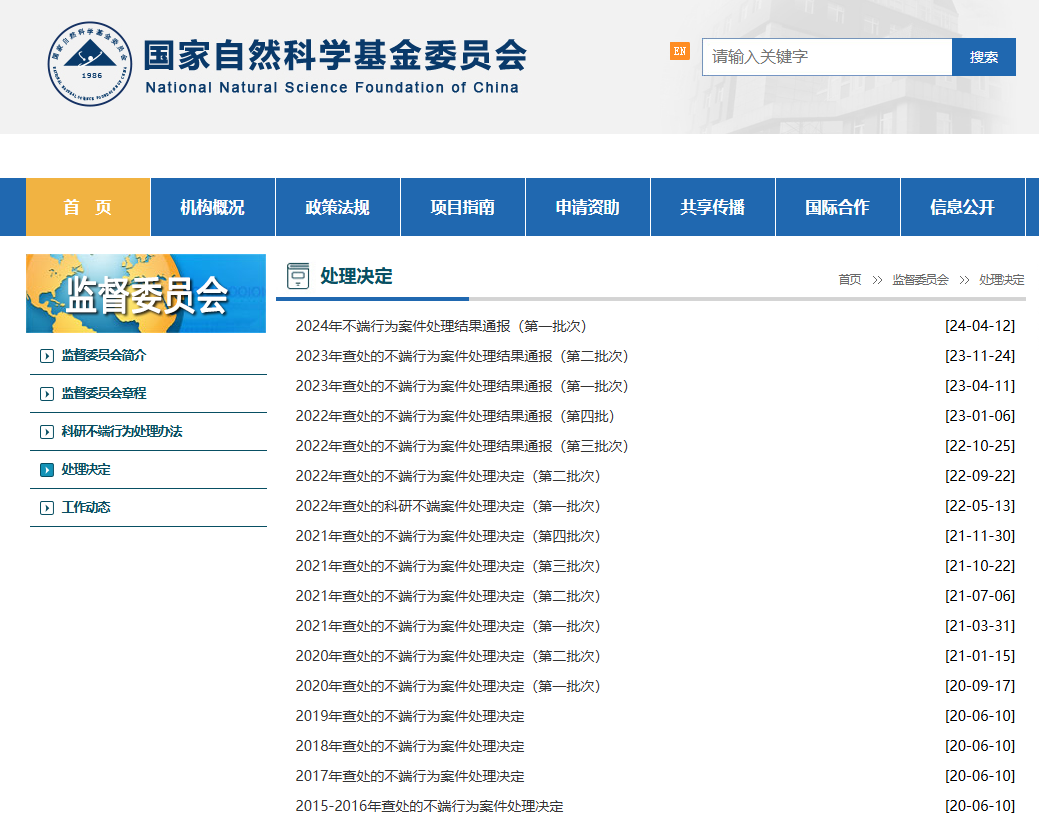 国家自然科学基金委员会
1986
NATIONAL NATURAL SCIENCE FOUNDATION OF CHINA
国家自然科学基金委员会
National Natural Science Foundation of China
EN
请输入关键字
搜索
首 页
机构概况
政策法规
项目指南
申请资助
共享传播
国际合作
信息公开
监督委员会
监督委员会简介
监督委员会章程
科研不端行为处理办法
处理决定
工作动态
处理决定
首页 >> 监督委员会 >> 处理决定
2024年不端行为案件处理结果通报（第一批次） [24-04-12]
2023年查处的不端行为案件处理结果通报（第二批次） [23-11-24]
2023年查处的不端行为案件处理结果通报（第一批次） [23-04-11]
2022年查处的不端行为案件处理结果通报（第四批） [23-01-06]
2022年查处的不端行为案件处理结果通报（第三批次） [22-10-25]
2022年查处的不端行为案件处理决定（第二批次） [22-09-22]
2022年查处的科研不端案件处理决定（第一批次） [22-05-13]
2021年查处的不端行为案件处理决定（第四批次） [21-11-30]
2021年查处的不端行为案件处理决定（第三批次） [21-10-22]
2021年查处的不端行为案件处理决定（第二批次） [21-07-06]
2021年查处的不端行为案件处理决定（第一批次） [21-03-31]
2020年查处的不端行为案件处理决定（第二批次） [21-01-15]
2020年查处的不端行为案件处理决定（第一批次） [20-09-17]
2019年查处的不端行为案件处理决定 [20-06-10]
2018年查处的不端行为案件处理决定 [20-06-10]
2017年查处的不端行为案件处理决定 [20-06-10]
2015-2016年查处的不端行为案件处理决定 [20-06-10]